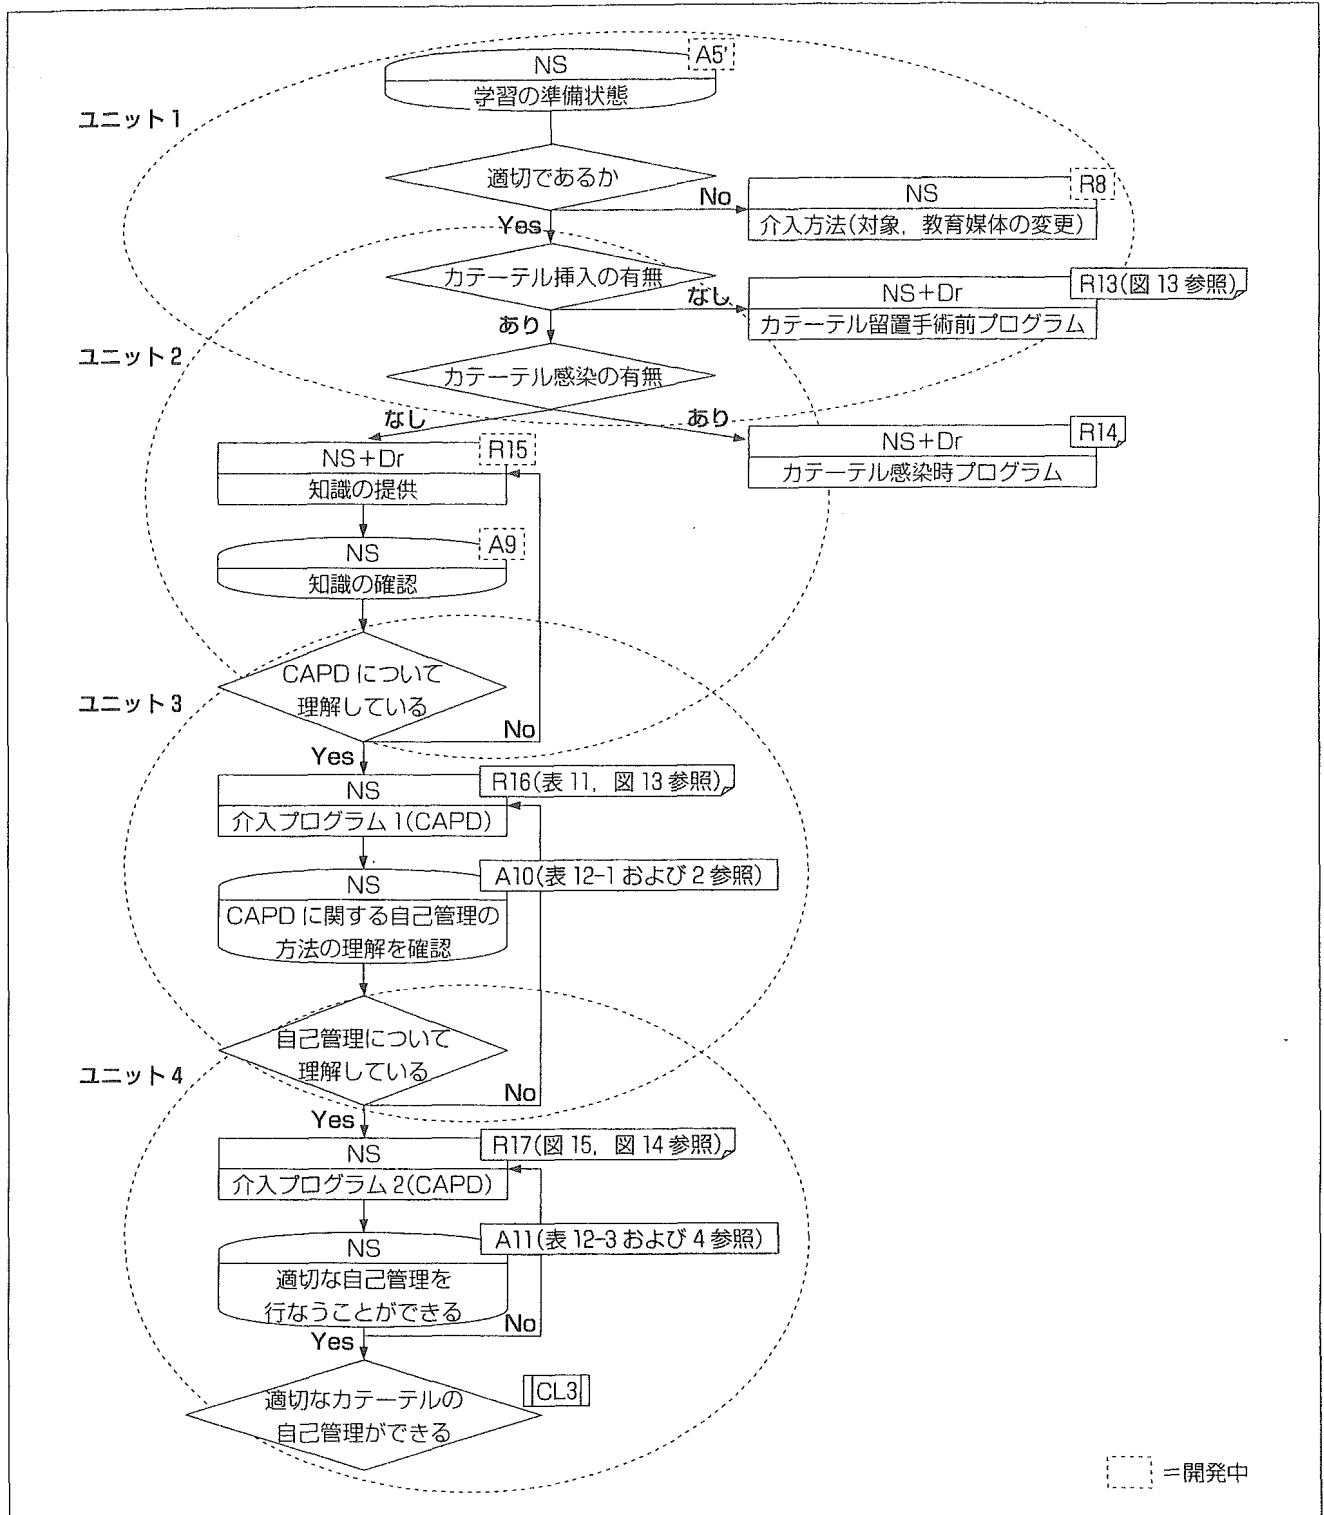 A5'
NS
学習の準備状態
ユニット1
適切であるか
No
R8
NS
介入方法(対象，教育媒体の変更)
Yes
カテーテル挿入の有無
なし
R13(図13参照)
NS+Dr
カテーテル留置手術前プログラム
あり
ユニット2
カテーテル感染の有無
なし
あり
R14
NS+Dr
カテーテル感染時プログラム
R15
NS+Dr
知識の提供
A9
NS
知識の確認
CAPDについて
理解している
ユニット3
No
Yes
R16(表11，図13参照)
NS
介入プログラム1(CAPD)
A10(表12-1および2参照)
NS
CAPDに関する自己管理の
方法の理解を確認
自己管理について
理解している
ユニット4
No
Yes
R17(図15，図14参照)
NS
介入プログラム2(CAPD)
A11(表12-3および4参照)
NS
適切な自己管理を
行なうことができる
No
Yes
CL3
適切なカテーテルの
自己管理ができる
=開発中